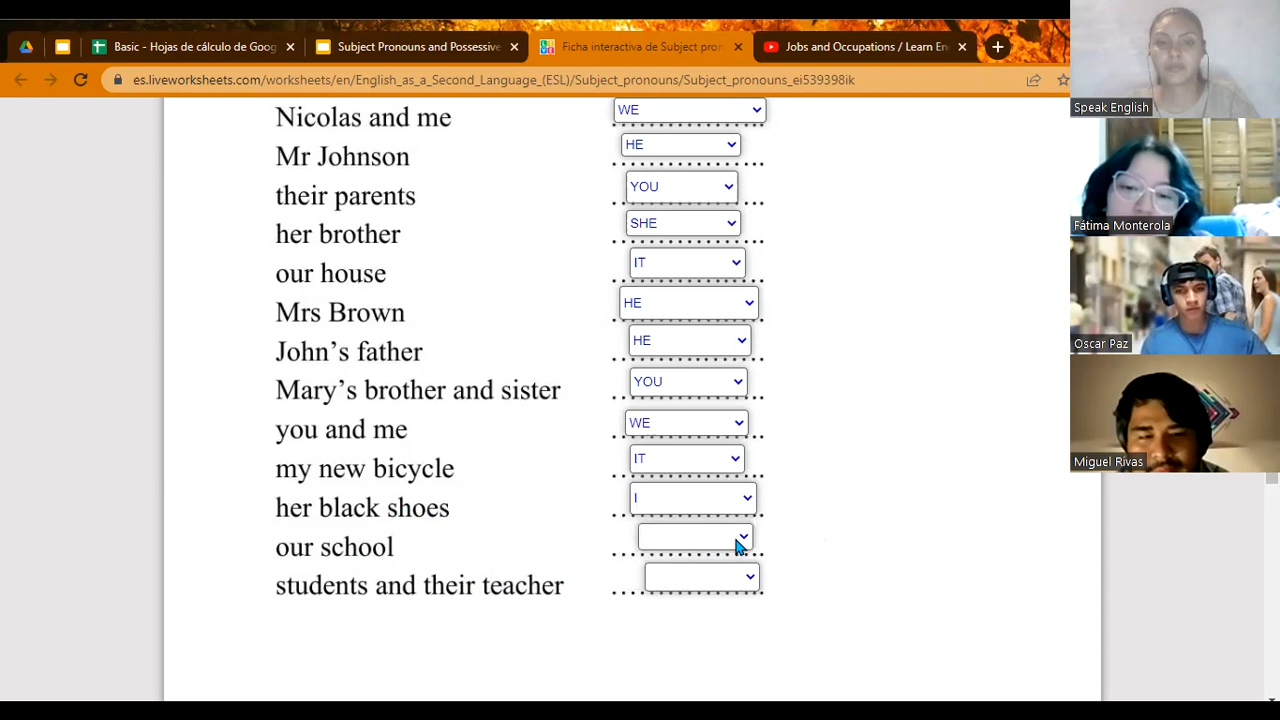 Basic - Hojas de cálculo de Goog
Subject Pronouns and Possessive
Ficha interactiva de Subject pron
Jobs and Occupations / Learn En
es.liveworksheets.com/worksheets/en/English_as_a_Second_Language_(ESL)/Subject_pronouns/Subject_pronouns_ei539398ik
Nicolas and me WE
Mr Johnson HE
their parents YOU
her brother SHE
our house IT
Mrs Brown HE
John's father HE
Mary's brother and sister YOU
you and me WE
my new bicycle IT
her black shoes I
our school
students and their teacher
Speak English
Fátima Monterola
Oscar Paz
Miguel Rivas